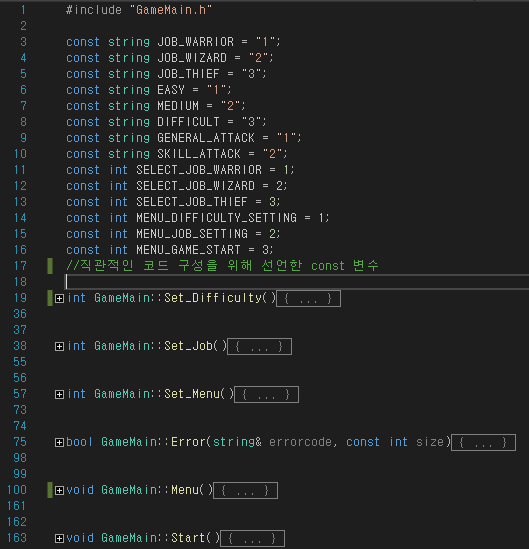 1 #include "GameMain.h"
2
3 const string JOB_WARRIOR = "1";
4 const string JOB_WIZARD = "2";
5 const string JOB_THIEF = "3";
6 const string EASY = "1";
7 const string MEDIUM = "2";
8 const string DIFFICULT = "3";
9 const string GENERAL_ATTACK = "1";
10 const string SKILL_ATTACK = "2";
11 const int SELECT_JOB_WARRIOR = 1;
12 const int SELECT_JOB_WIZARD = 2;
13 const int SELECT_JOB_THIEF = 3;
14 const int MENU_DIFFICULTY_SETTING = 1;
15 const int MENU_JOB_SETTING = 2;
16 const int MENU_GAME_START = 3;
17 //직관적인 코드 구성을 위해 선언한 const 변수
18
19 int GameMain::Set_Difficulty(){ ... }
36
37
38 int GameMain::Set_Job(){ ... }
55
56
57 int GameMain::Set_Menu(){ ... }
73
74
75 bool GameMain::Error(string& errorcode, const int size){ ... }
98
99
100 void GameMain::Menu(){ ... }
161
162
163 void GameMain::Start(){ ... }